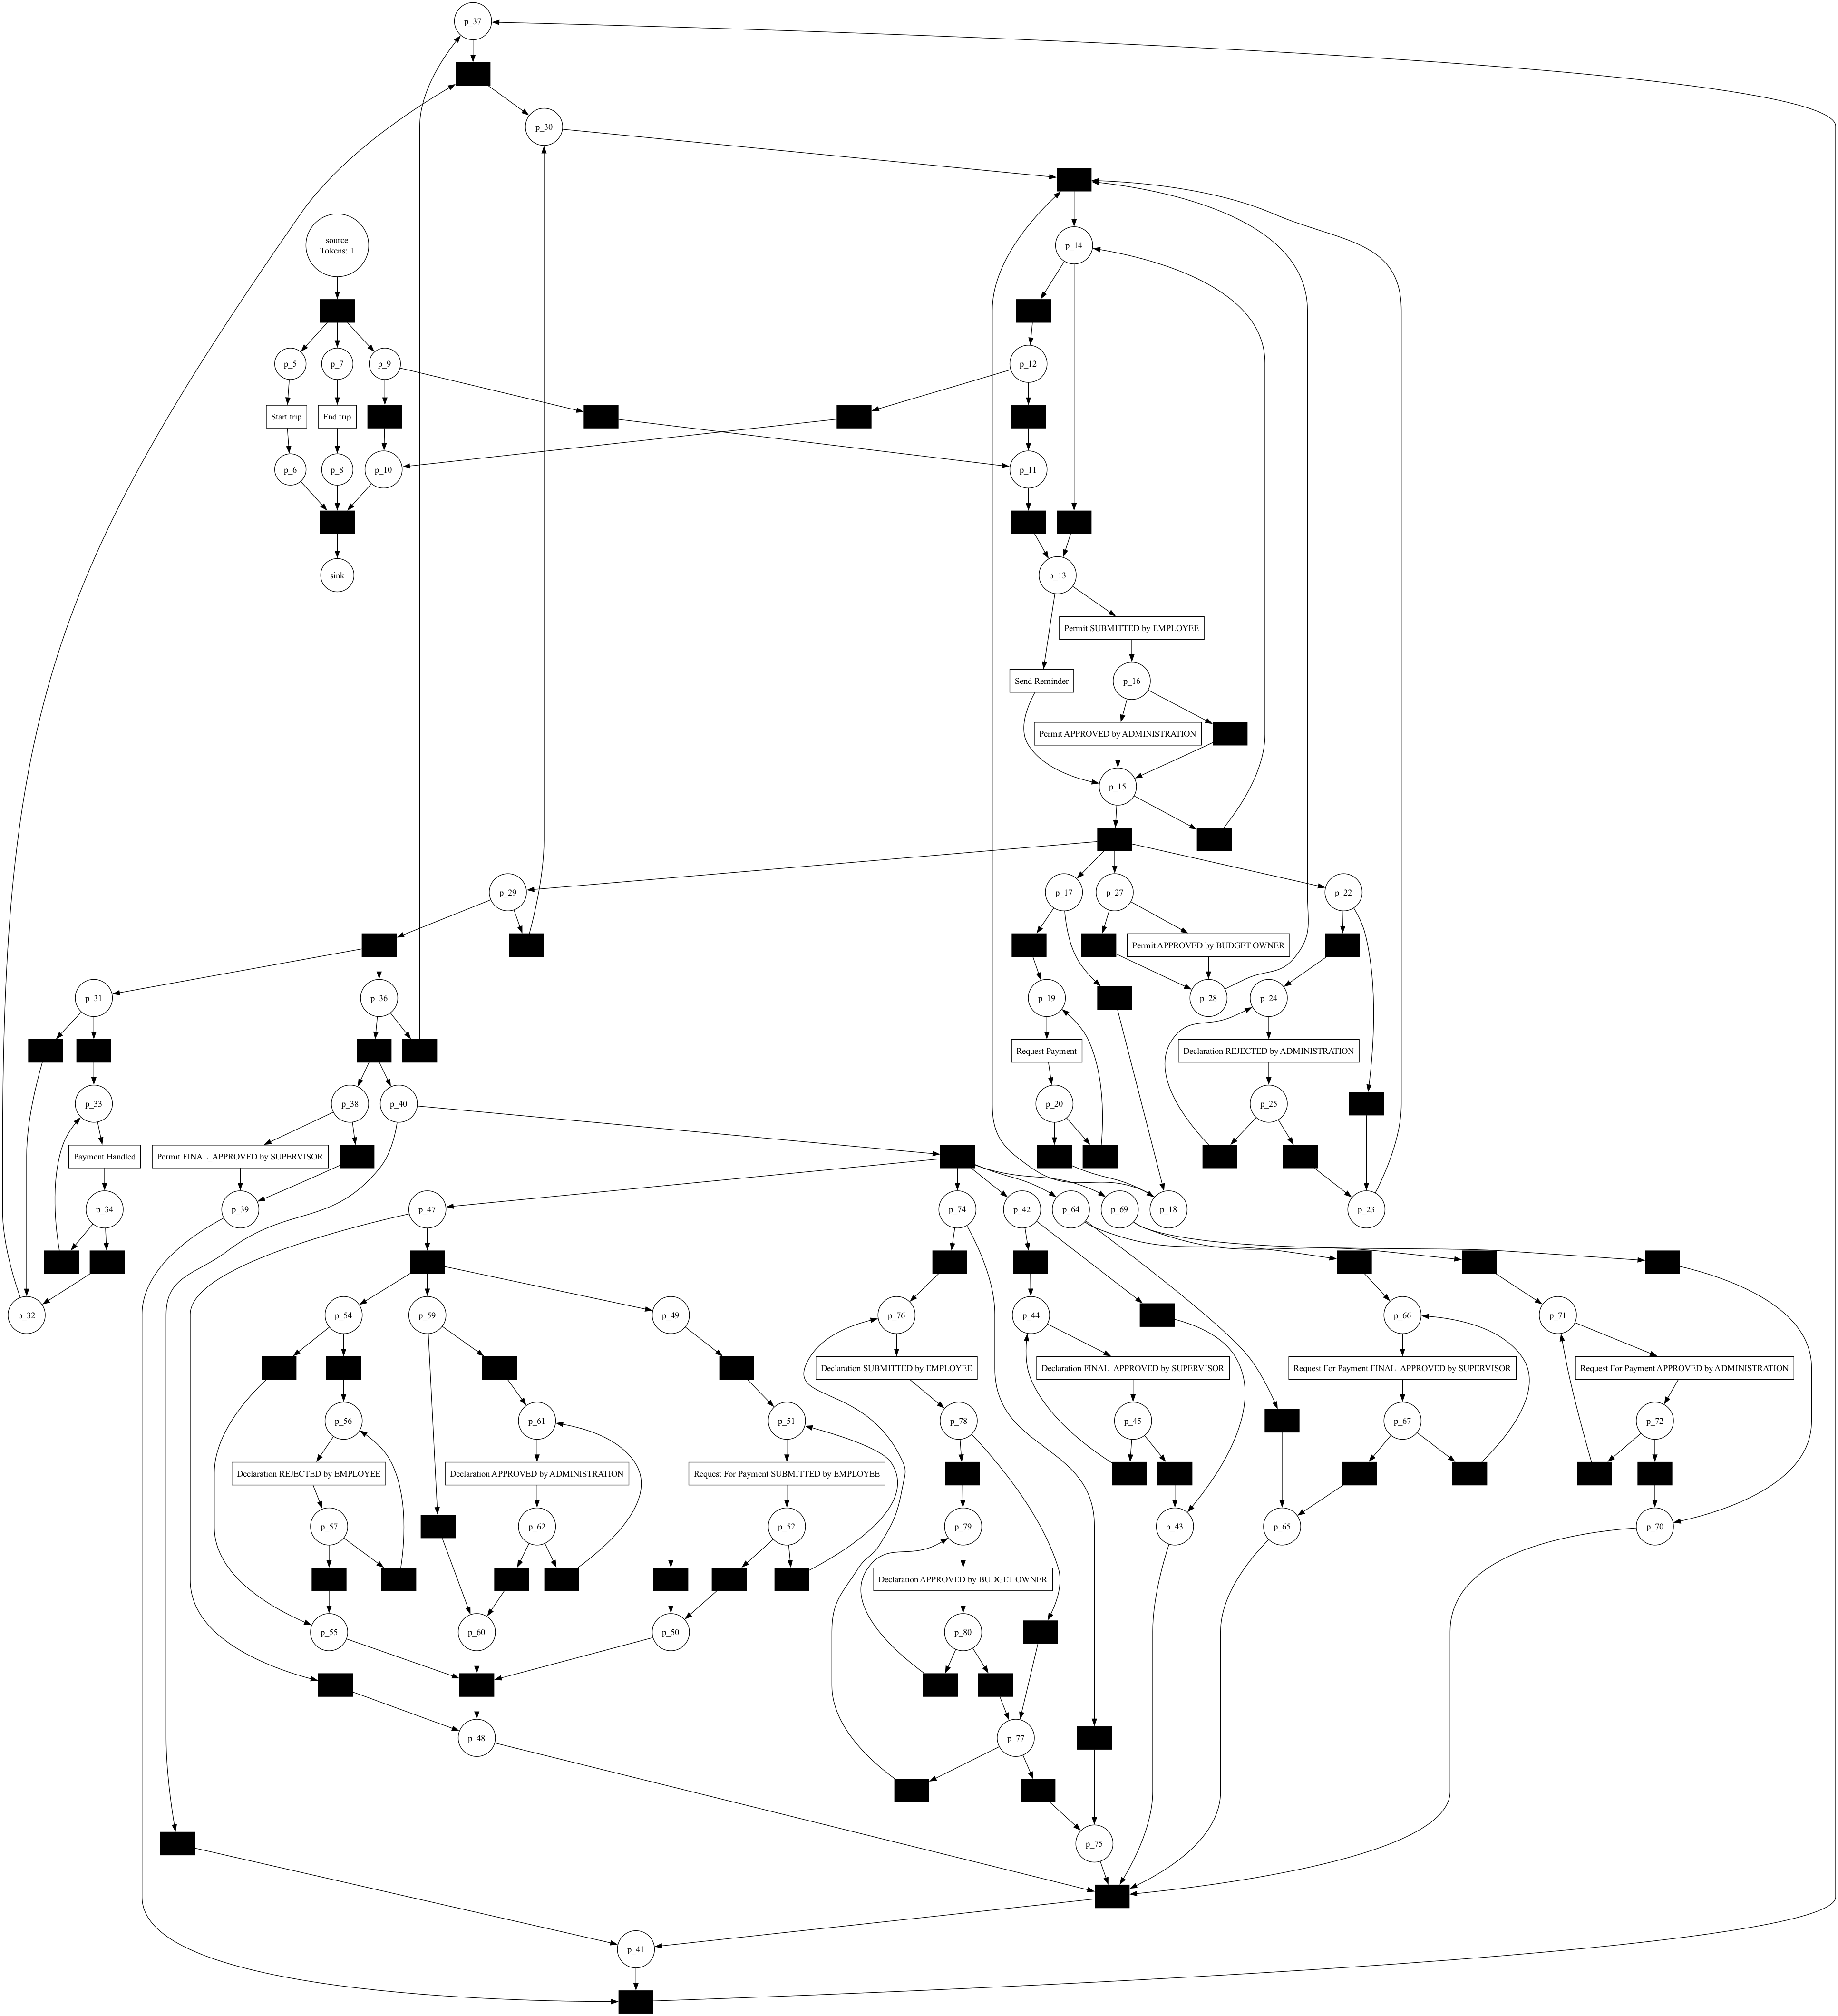 p_37
p_30
source
Tokens: 1
p_14
p_5
p_7
p_9
p_12
Start trip
End trip
p_6
p_8
p_10
p_11
sink
p_13
Permit SUBMITTED by EMPLOYEE
Send Reminder
p_16
Permit APPROVED by ADMINISTRATION
p_15
p_29
p_17
p_27
p_22
Permit APPROVED by BUDGET OWNER
p_31
p_36
p_19
p_28
p_24
Request Payment
Declaration REJECTED by ADMINISTRATION
p_33
p_38
p_40
p_20
p_25
Payment Handled
Permit FINAL_APPROVED by SUPERVISOR
p_34
p_39
p_47
p_74
p_42
p_64
p_69
p_18
p_23
p_32
p_54
p_59
p_49
p_76
p_44
p_66
p_71
Declaration SUBMITTED by EMPLOYEE
Declaration FINAL_APPROVED by SUPERVISOR
Request For Payment FINAL_APPROVED by SUPERVISOR
Request For Payment APPROVED by ADMINISTRATION
p_56
p_61
p_51
p_78
p_45
p_67
p_72
Declaration REJECTED by EMPLOYEE
Declaration APPROVED by ADMINISTRATION
Request For Payment SUBMITTED by EMPLOYEE
p_57
p_62
p_52
p_79
p_43
p_65
p_70
Declaration APPROVED by BUDGET OWNER
p_55
p_60
p_50
p_80
p_48
p_77
p_75
p_41